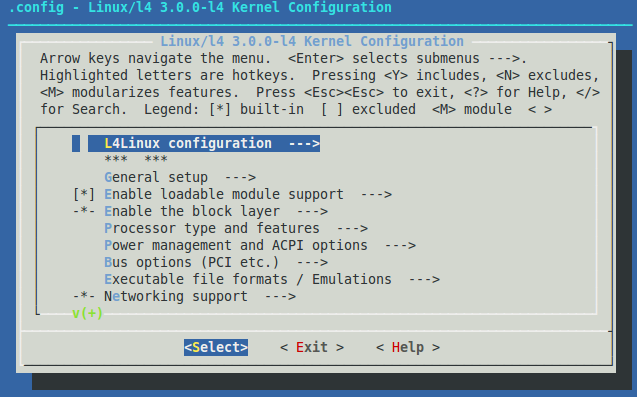 .config - Linux/l4 3.0.0-l4 Kernel Configuration
Linux/l4 3.0.0-l4 Kernel Configuration
Arrow keys navigate the menu.  <Enter> selects submenus --->.
Highlighted letters are hotkeys.  Pressing <Y> includes, <N> excludes,
<M> modularizes features.  Press <Esc><Esc> to exit, <?> for Help, </>
for Search.  Legend: [*] built-in  [ ] excluded  <M> module  < >
L4Linux configuration  --->
***  ***
General setup  --->
[*] Enable loadable module support  --->
-*- Enable the block layer  --->
Processor type and features  --->
Power management and ACPI options  --->
Bus options (PCI etc.)  --->
Executable file formats / Emulations  --->
-*- Networking support  --->
v(+)
<Select>    < Exit >    < Help >